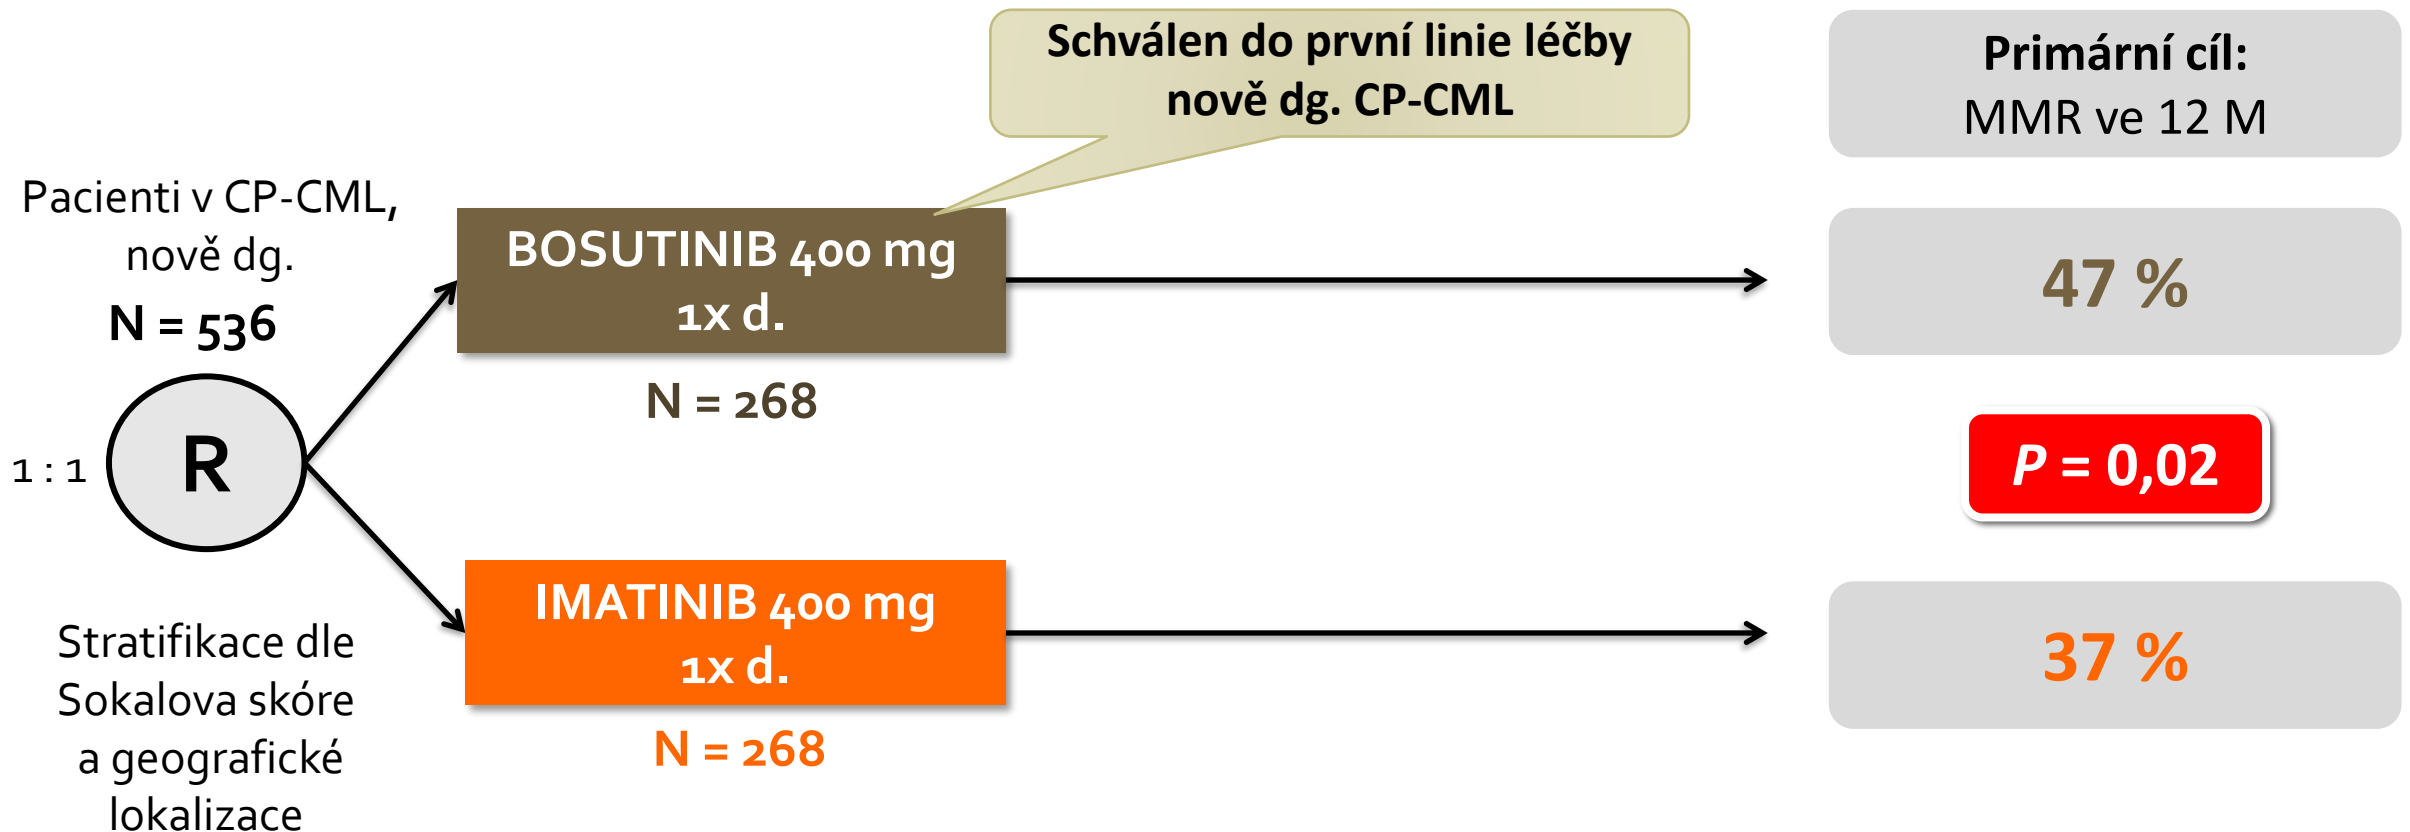 Schválen do první linie léčby
nově dg. CP-CML
Primární cíl:
MMR ve 12 M
Pacienti v CP-CML,
nově dg.
N = 536
BOSUTINIB 400 mg
1x d.
N = 268
47 %
1 : 1
R
P = 0,02
IMATINIB 400 mg
1x d.
N = 268
37 %
Stratifikace dle
Sokalova skóre
a geografické
lokalizace